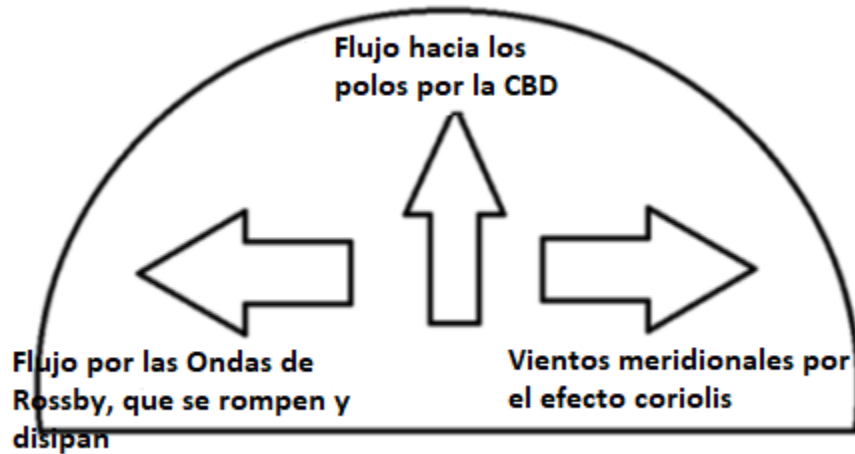 Flujo hacia los
polos por la CBD
Flujo por las Ondas de
Rossby, que se rompen y
disipan
Vientos meridionales por
el efecto coriolis